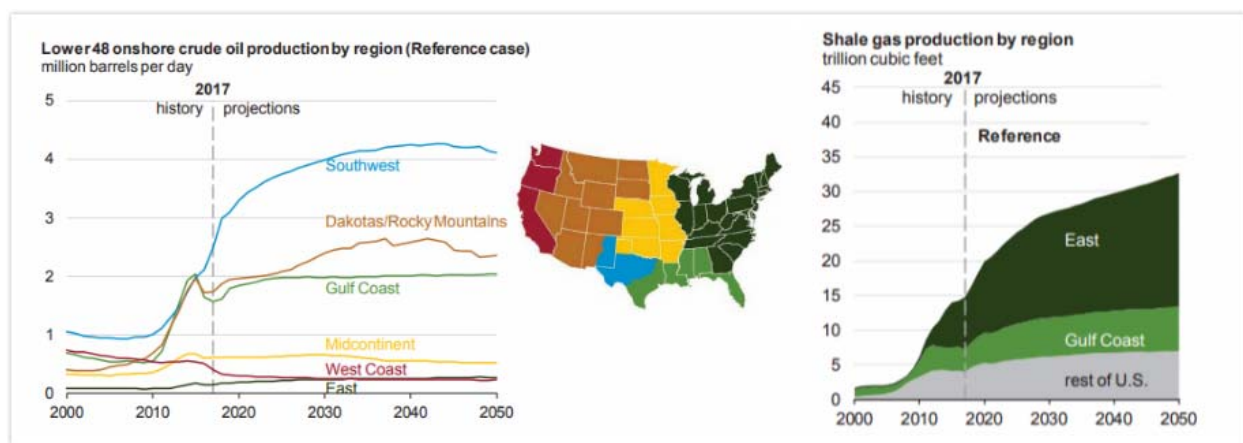 Lower 48 onshore crude oil production by region (Reference case)
million barrels per day
2017
history projections
5
4
3
2
1
0
Southwest
Dakotas/Rocky Mountains
Gulf Coast
Midcontinent
West Coast
East
2000 2010 2020 2030 2040 2050
Shale gas production by region
trillion cubic feet
2017
history projections
Reference
45
40
35
30
25
20
15
10
5
0
East
Gulf Coast
rest of U.S.
2000 2010 2020 2030 2040 2050